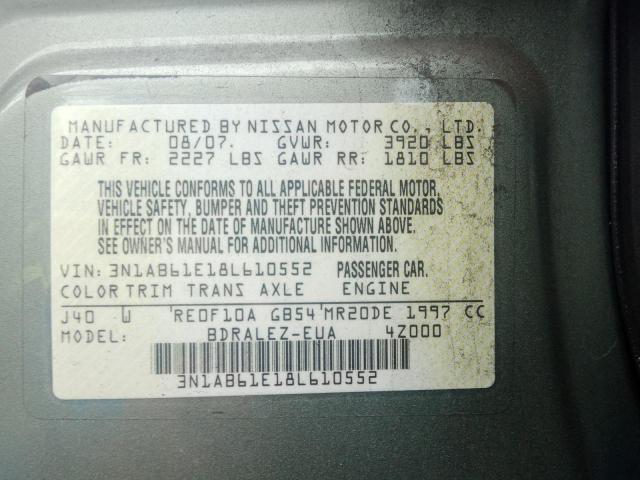 MANUFACTURED BY NISSAN MOTOR CO., LTD.
DATE: 08/07. GVWR: 3920 LBS
GAWR FR: 2227 LBS GAWR RR: 1810 LBS
THIS VEHICLE CONFORMS TO ALL APPLICABLE FEDERAL MOTOR,
VEHICLE SAFETY, BUMPER AND THEFT PREVENTION STANDARDS
IN EFFECT ON THE DATE OF MANUFACTURE SHOWN ABOVE.
SEE OWNER'S MANUAL FOR ADDITIONAL INFORMATION.
VIN: 3N1AB61E18L610552 PASSENGER CAR.
COLOR TRIM TRANS AXLE ENGINE
J40 W 'RE0F10A GB54 'MR20DE 1997 CC
MODEL: BDRALEZ-EUA 4Z000
3N1AB61E18L610552